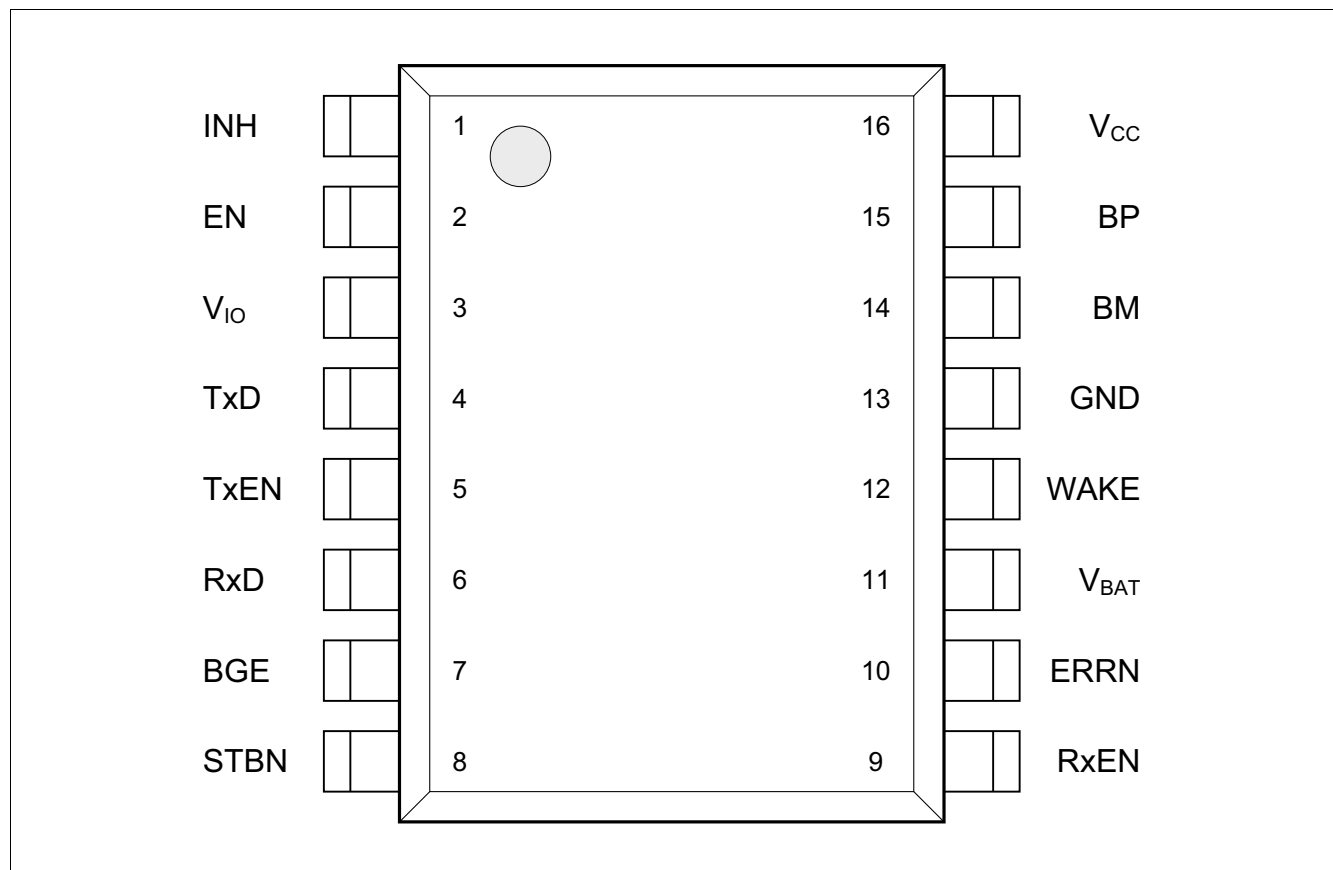 INH 1 16 VCC
EN 2 15 BP
VIO 3 14 BM
TxD 4 13 GND
TxEN 5 12 WAKE
RxD 6 11 VBAT
BGE 7 10 ERRN
STBN 8 9 RxEN